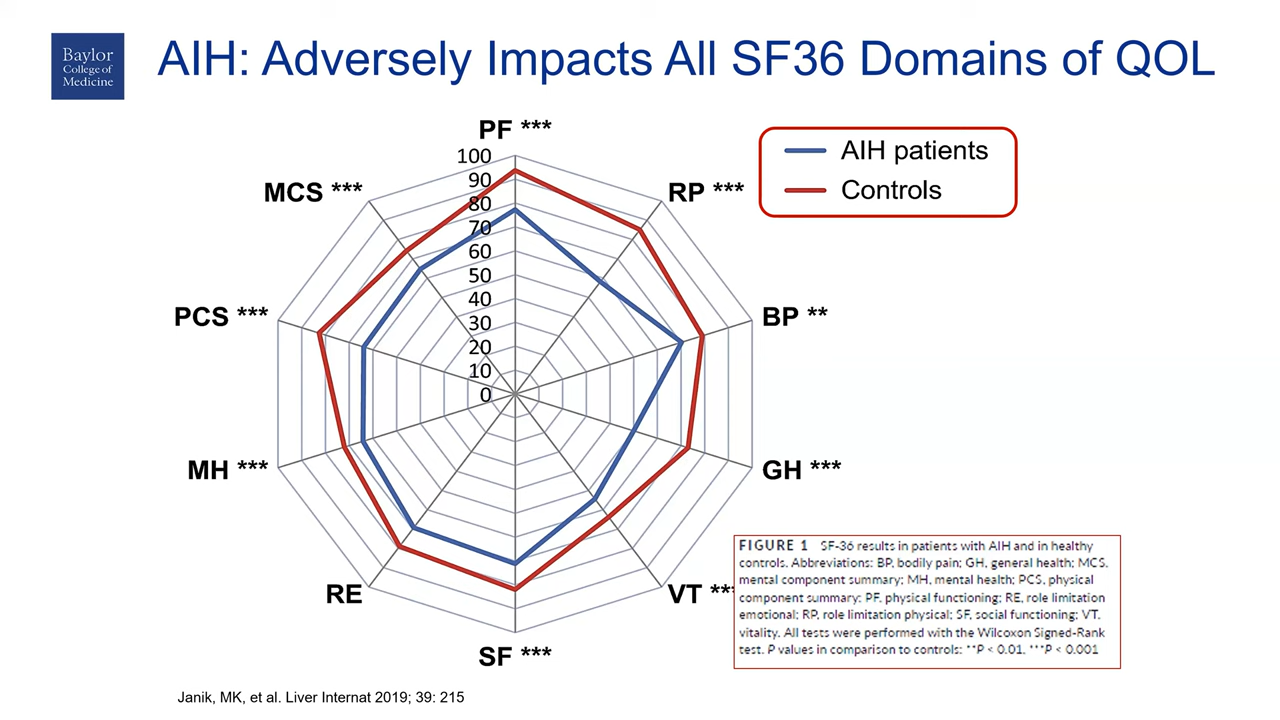 Baylor
College of
Medicine
AIH: Adversely Impacts All SF36 Domains of QOL
PF ***
MCS ***
RP ***
PCS ***
BP **
MH ***
GH ***
RE
VT ***
SF ***
100
90
80
70
60
50
40
30
20
10
0
AIH patients
Controls
FIGURE 1 SF-36 results in patients with AIH and in healthy
controls. Abbreviations: BP, bodily pain; GH, general health; MCS,
mental component summary; MH, mental health; PCS, physical
component summary; PF, physical functioning; RE, role limitation
emotional; RP, role limitation physical; SF, social functioning; VT,
vitality. All tests were performed with the Wilcoxon Signed-Rank
test. P values in comparison to controls: **P < 0.01, ***P < 0.001
Janik, MK, et al. Liver Internat 2019; 39: 215